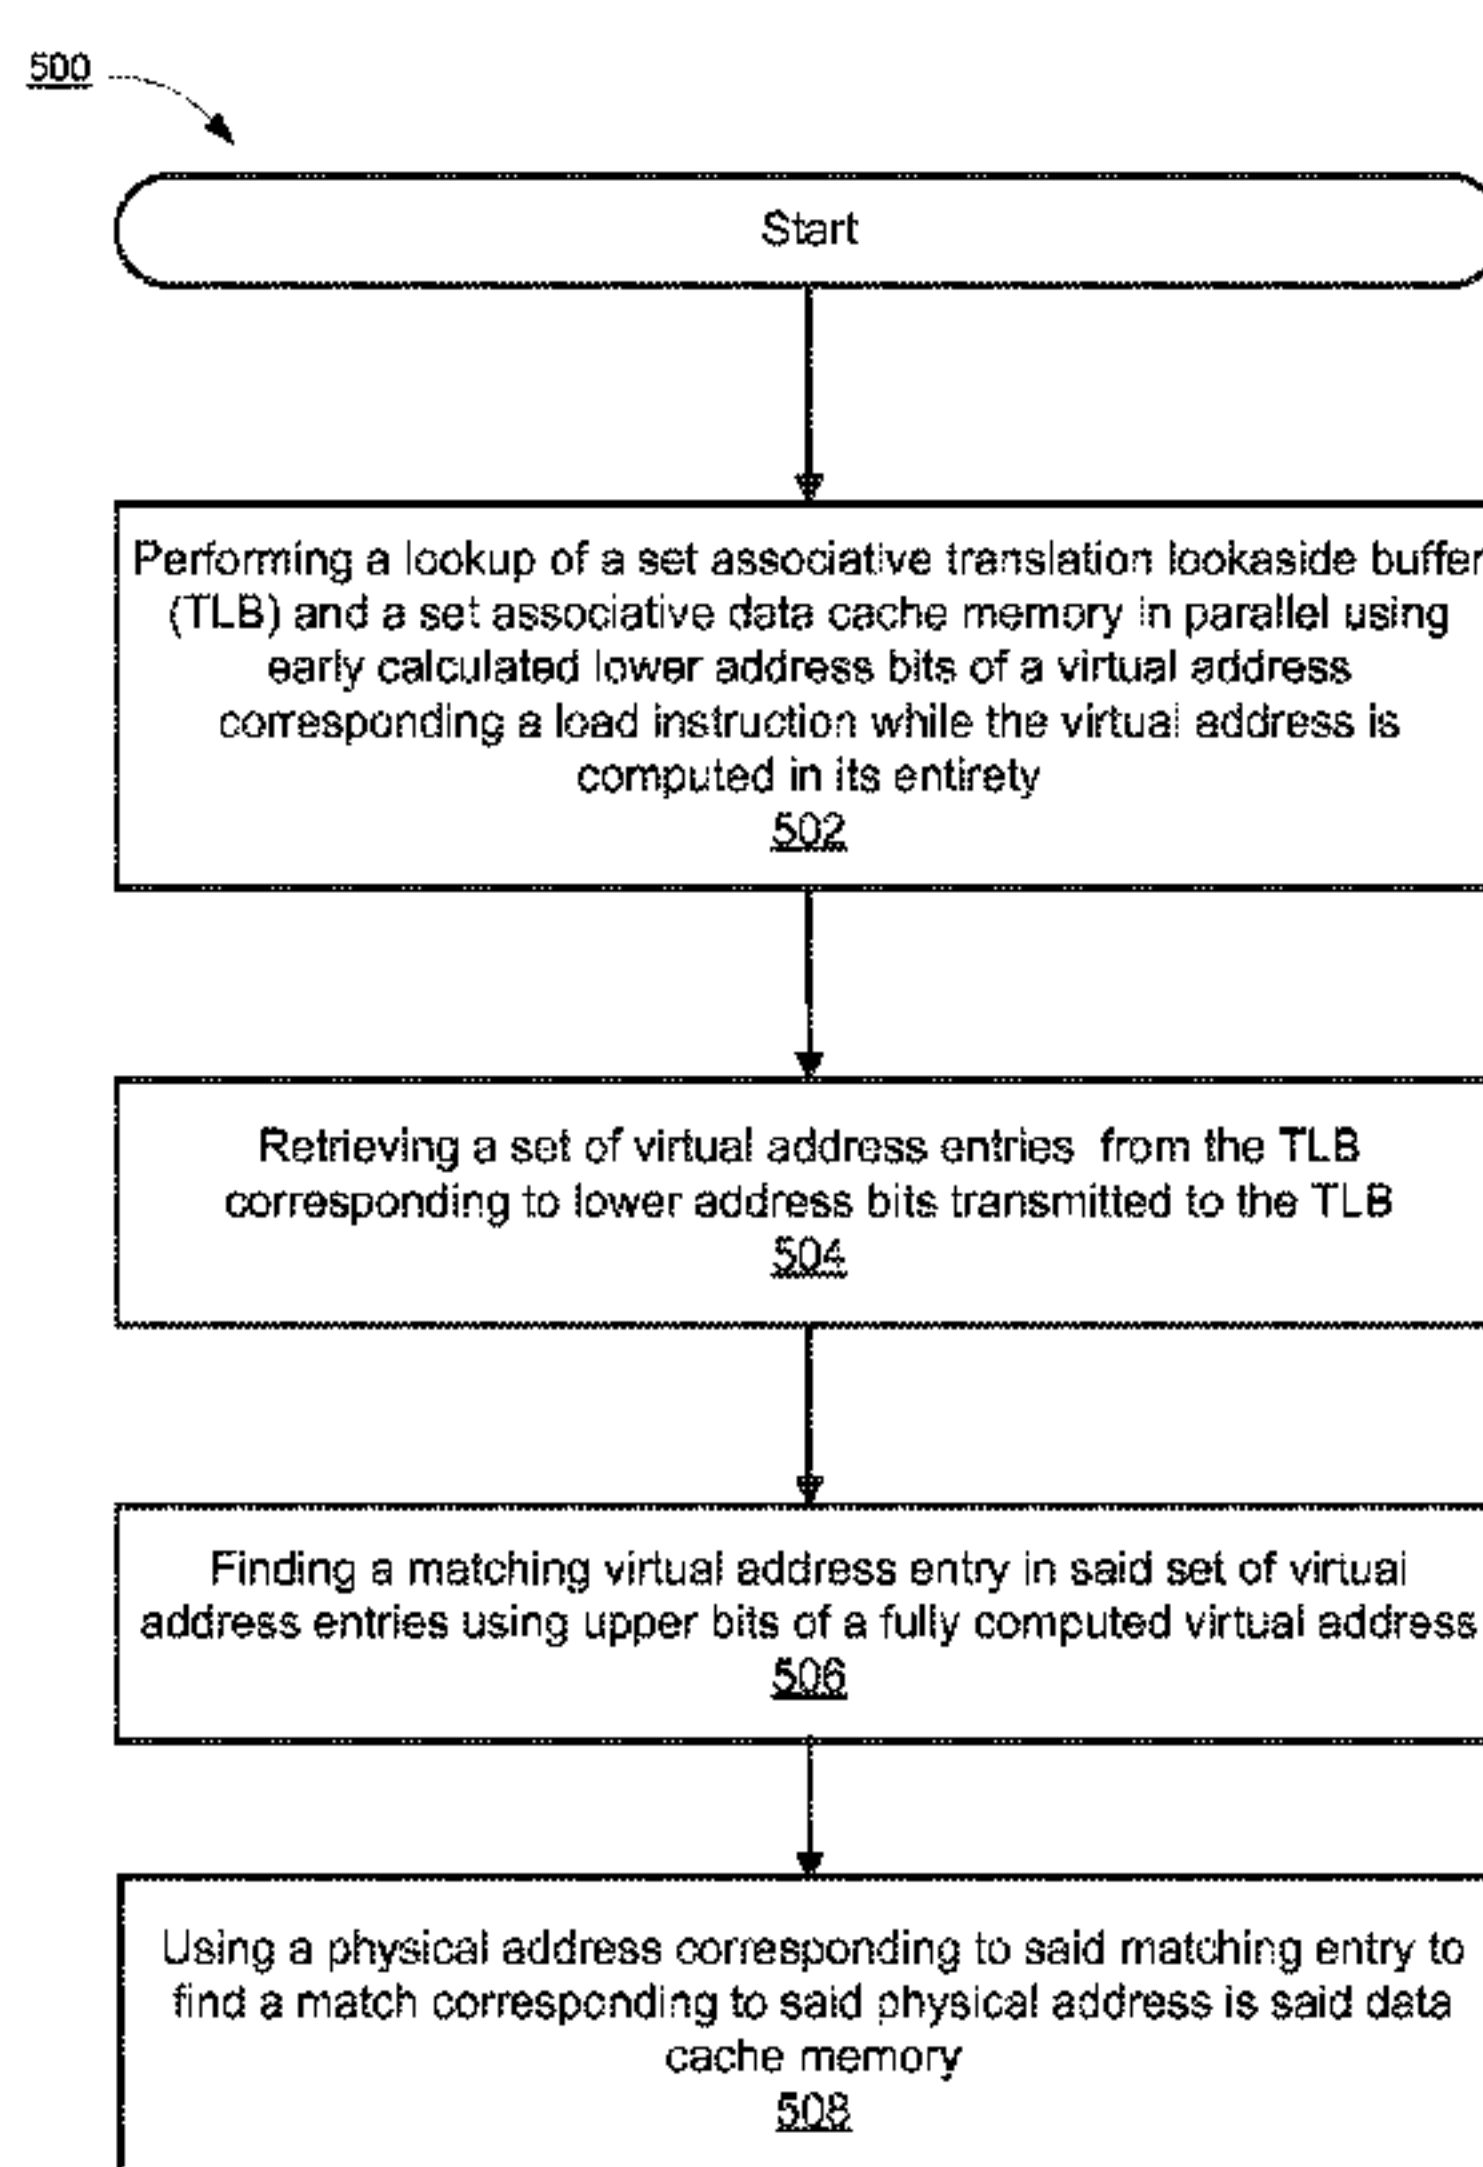 500
Start
Performing a lookup of a set associative translation lookaside buffer
(TLB) and a set associative data cache memory in parallel using
early calculated lower address bits of a virtual address
corresponding a load instruction while the virtual address is
computed in its entirety
502
Retrieving a set of virtual address entries from the TLB
corresponding to lower address bits transmitted to the TLB
504
Finding a matching virtual address entry in said set of virtual
address entries using upper bits of a fully computed virtual address
506
Using a physical address corresponding to said matching entry to
find a match corresponding to said physical address is said data
cache memory
508